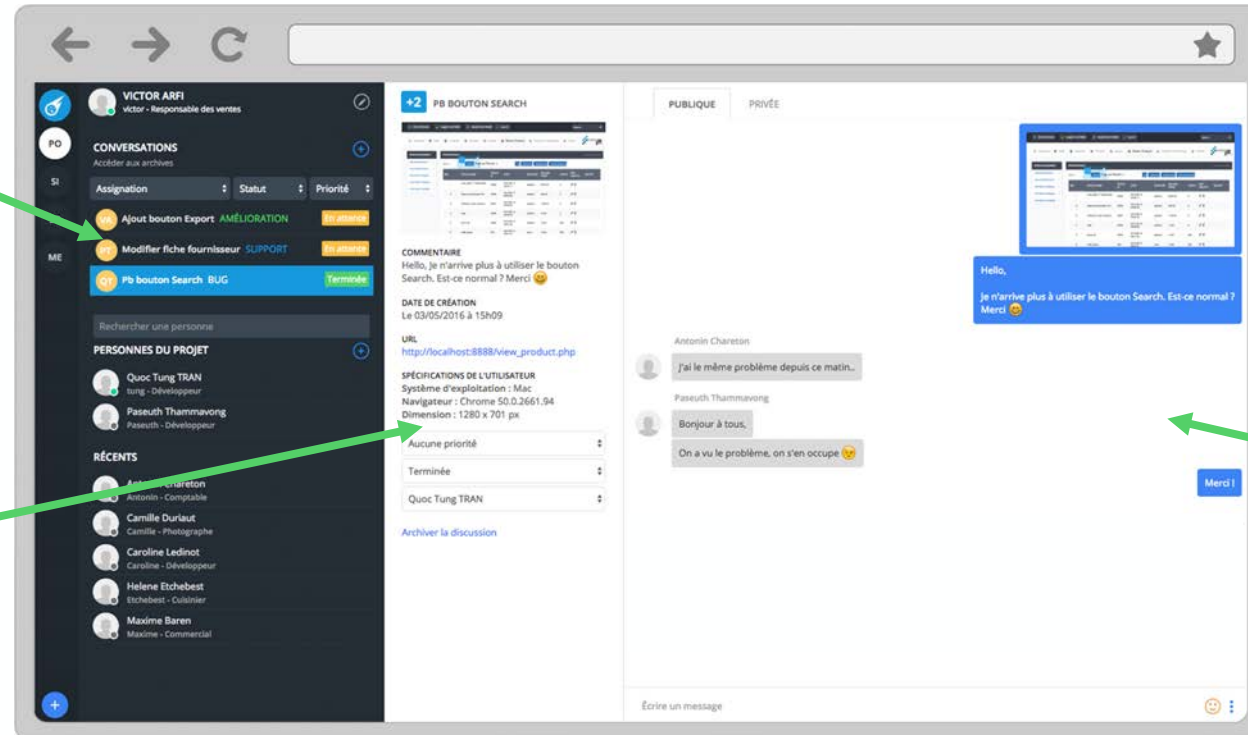 PO
SI
ME
VICTOR ARFI
victor - Responsable des ventes
CONVERSATIONS
Accéder aux archives
Assignation
Statut
Priorité
VA
Ajout bouton Export AMÉLIORATION
En attente
PT
Modifier fiche fournisseur SUPPORT
En attente
QT
Pb bouton Search BUG
Terminée
Rechercher une personne
PERSONNES DU PROJET
Quoc Tung TRAN
tung - Développeur
Paseuth Thammavong
Paseuth - Développeur
RÉCENTS
Antonin Chareton
Antonin - Comptable
Camille Duriaut
Camille - Photographe
Caroline Ledinot
Caroline - Développeur
Helene Etchebest
Etchebest - Cuisinier
Maxime Baren
Maxime - Commercial
+
+2 PB BOUTON SEARCH
COMMENTAIRE
Hello, Je n'arrive plus à utiliser le bouton
Search. Est-ce normal ? Merci 😄
DATE DE CRÉATION
Le 03/05/2016 à 15h09
URL
http://localhost:8888/view_product.php
SPÉCIFICATIONS DE L'UTILISATEUR
Système d'exploitation : Mac
Navigateur : Chrome 50.0.2661.94
Dimension : 1280 x 701 px
Aucune priorité
Terminée
Quoc Tung TRAN
Archiver la discussion
PUBLIQUE
PRIVÉE
Hello,
Je n'arrive plus à utiliser le bouton Search. Est-ce normal ?
Merci 😄
Antonin Chareton
J'ai le même problème depuis ce matin..
Paseuth Thammavong
Bonjour à tous,
On a vu le problème, on s'en occupe 😉
Merci !
Écrire un message